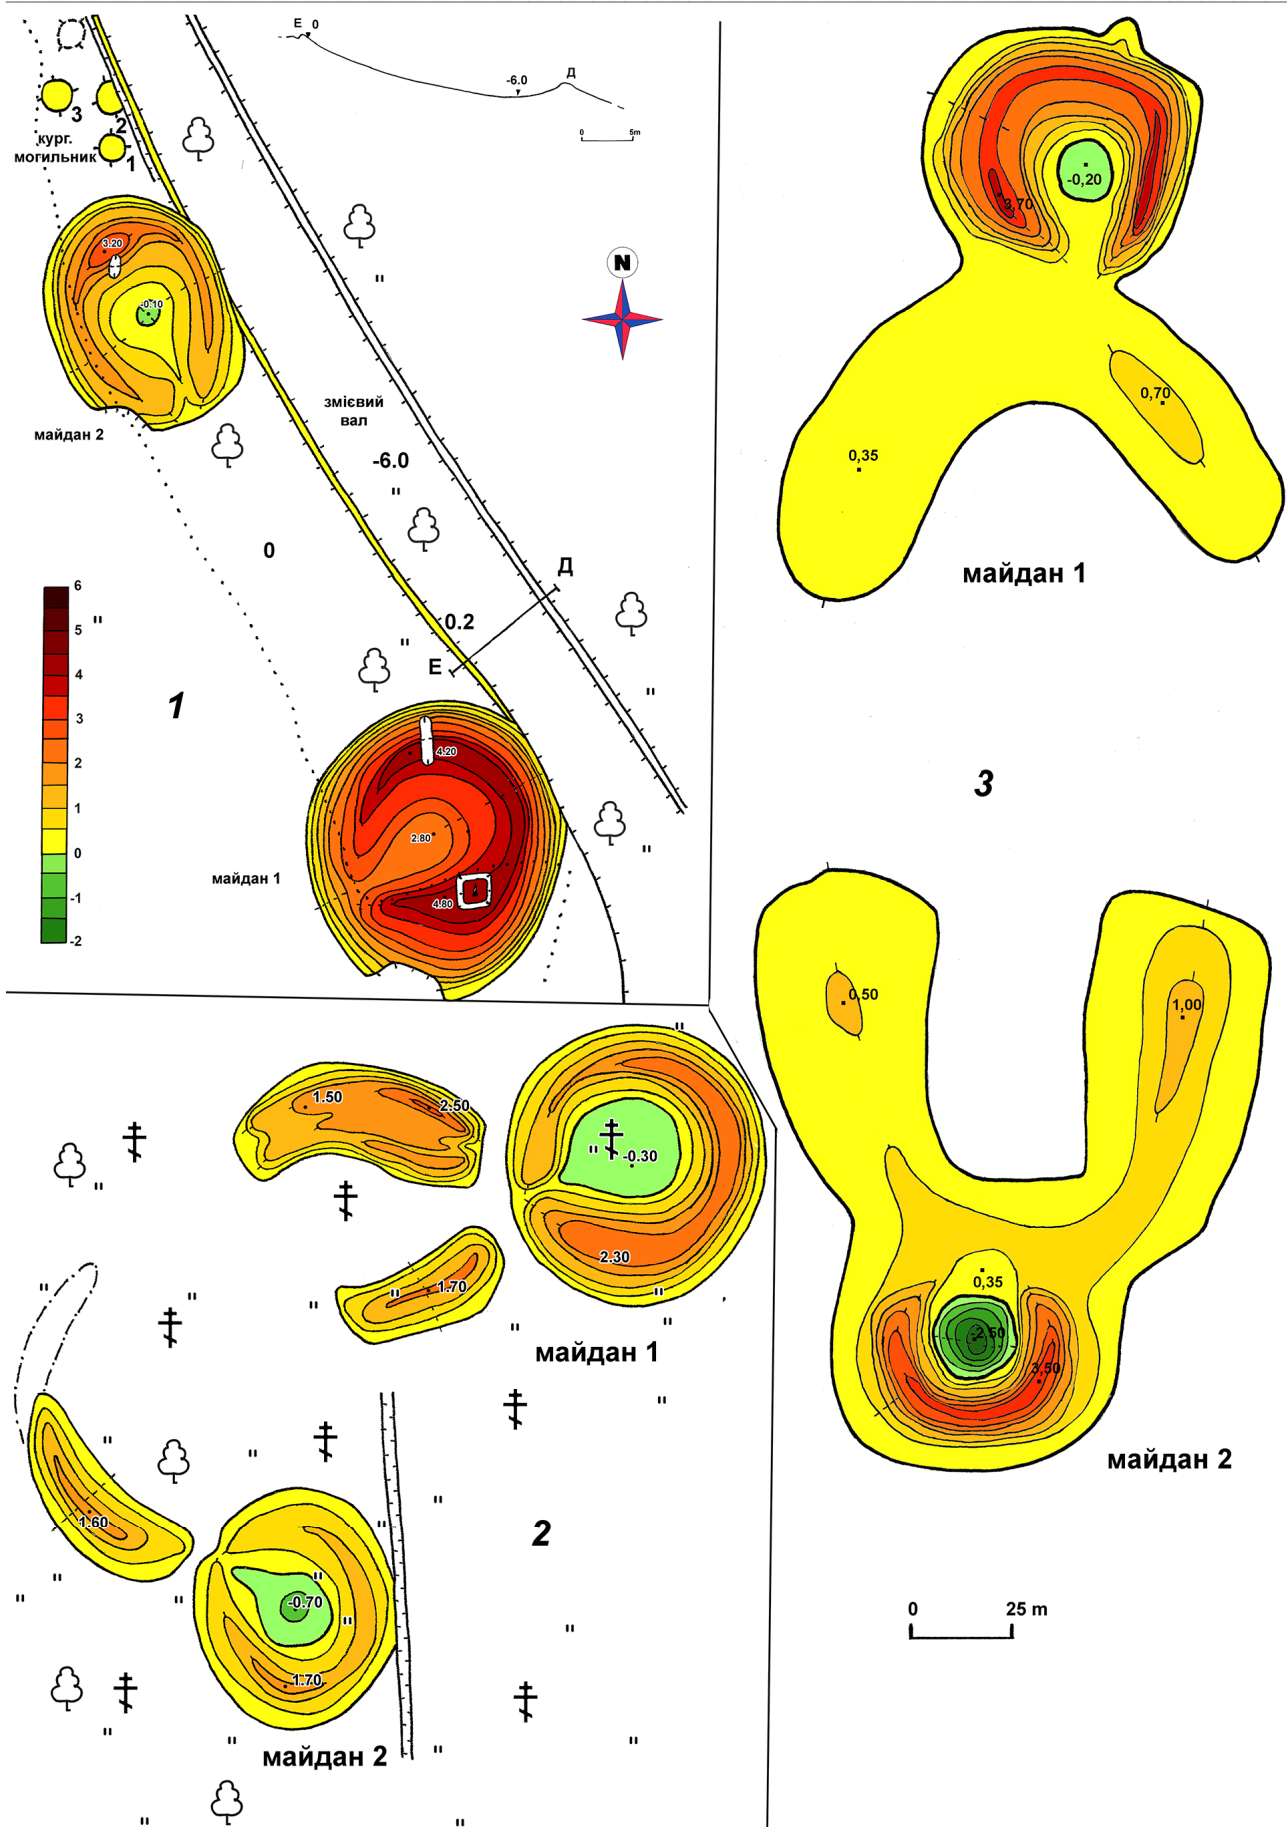 E 0
-6.0
Д
0 5m
3
2
1
кург.
могильник
3.20
-0.10
майдан 2
N
змієвий
вал
-6.0
0
Д
0.2
E
6
5
4
3
2
1
0
-1
-2
1
4.20
2.80
4.80
майдан 1
-0,20
3,70
0,70
0,35
майдан 1
3
0,50
1,00
0,35
-2,50
3,50
майдан 2
0 25 m
1.50
2.50
-0.30
2.30
1.70
майдан 1
1.60
2
-0.70
1.70
майдан 2